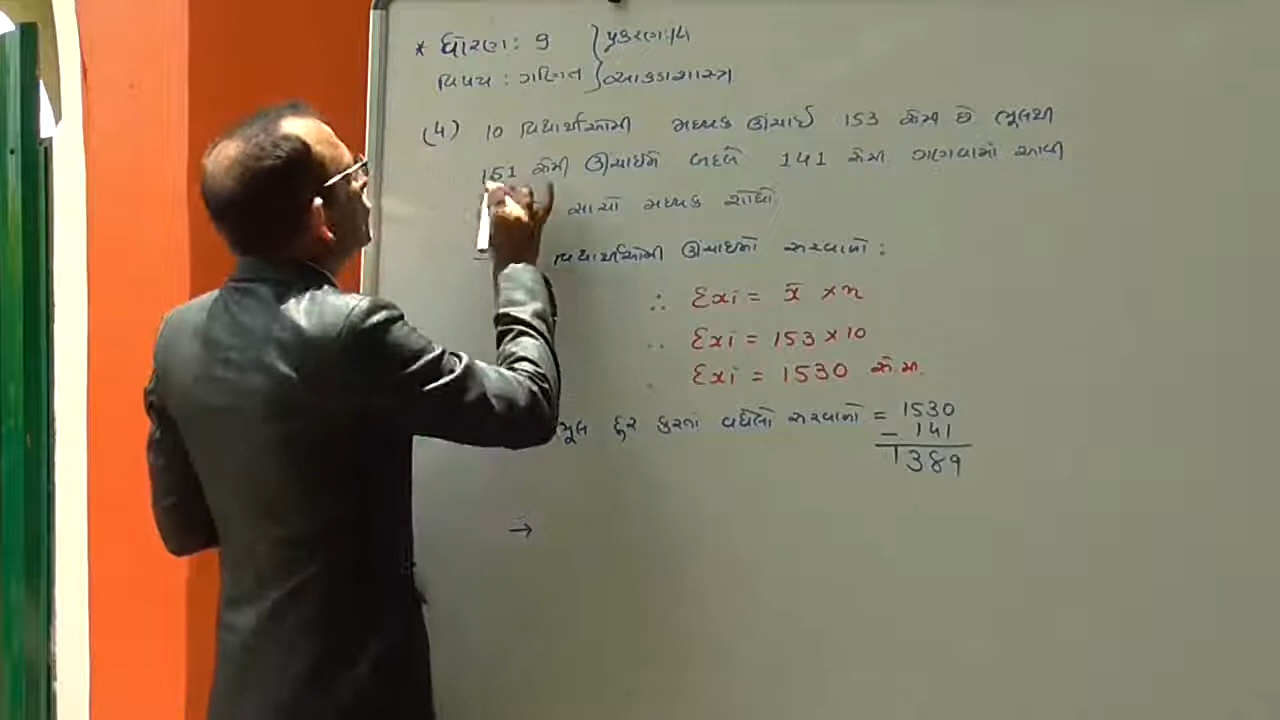 * ધોરણ: 9 } પ્રકરણ:14
વિષય : ગણિત } આંકડાશાસ્ત્ર
(4) 10 વિદ્યાર્થીઓની મધ્યક ઊંચાઈ 153 સેમી છે ભૂલથી
151 સેમી ઊંચાઈને બદલે 141 સેમી ગણવામાં આવી
સાચો મધ્યક શોધો
વિદ્યાર્થીઓની ઊંચાઈનો સરવાળો :
∴ Σxi = x̄ × n
∴ Σxi = 153 × 10
∴ Σxi = 1530 સે.મી.
ભૂલ દુર કરતાં વધેલો સરવાળો = 1530
- 141
1389
→